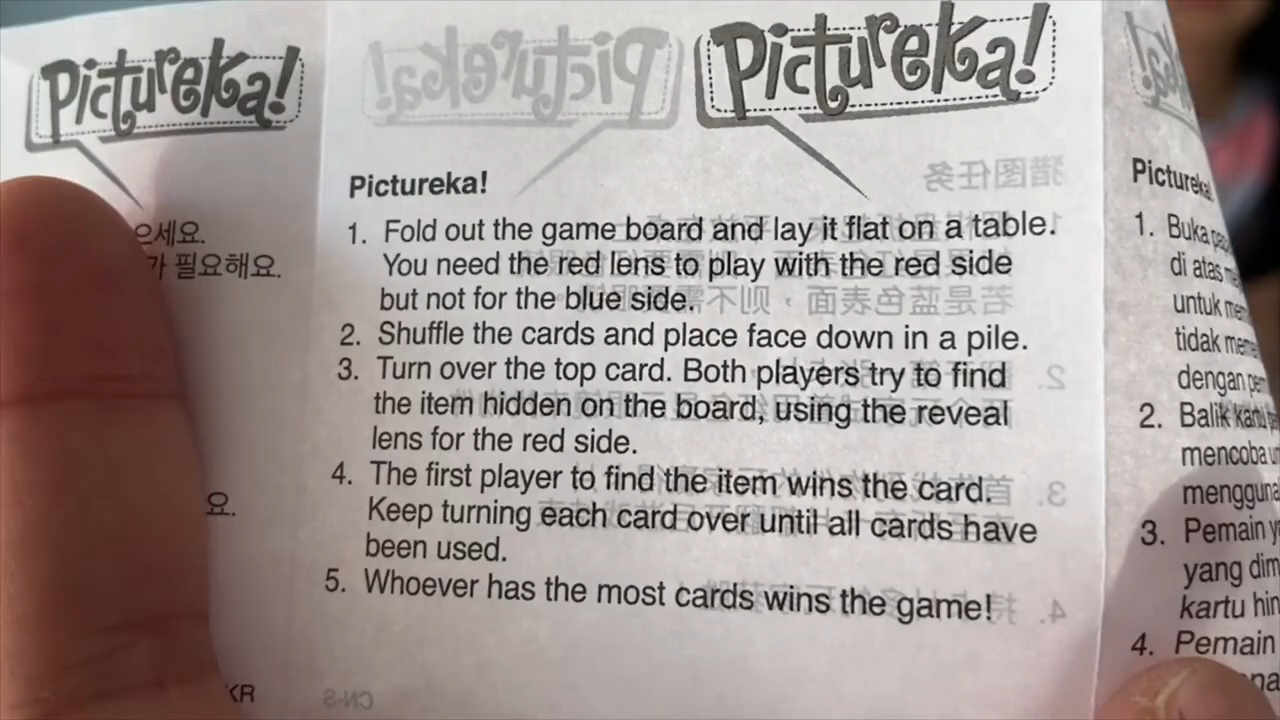 Pictureka!
으세요.
가 필요해요.
요.
KR
Pictureka!
Pictureka!
1. Fold out the game board and lay it flat on a table.
You need the red lens to play with the red side
but not for the blue side.
2. Shuffle the cards and place face down in a pile.
3. Turn over the top card. Both players try to find
the item hidden on the board, using the reveal
lens for the red side.
4. The first player to find the item wins the card.
Keep turning each card over until all cards have
been used.
5. Whoever has the most cards wins the game!
Pictureka!
1. Buka
di atas
untuk
tidak
dengan
2. Balik kartu
mencoba
3. Pemain
yang
kartu
4. Pemain